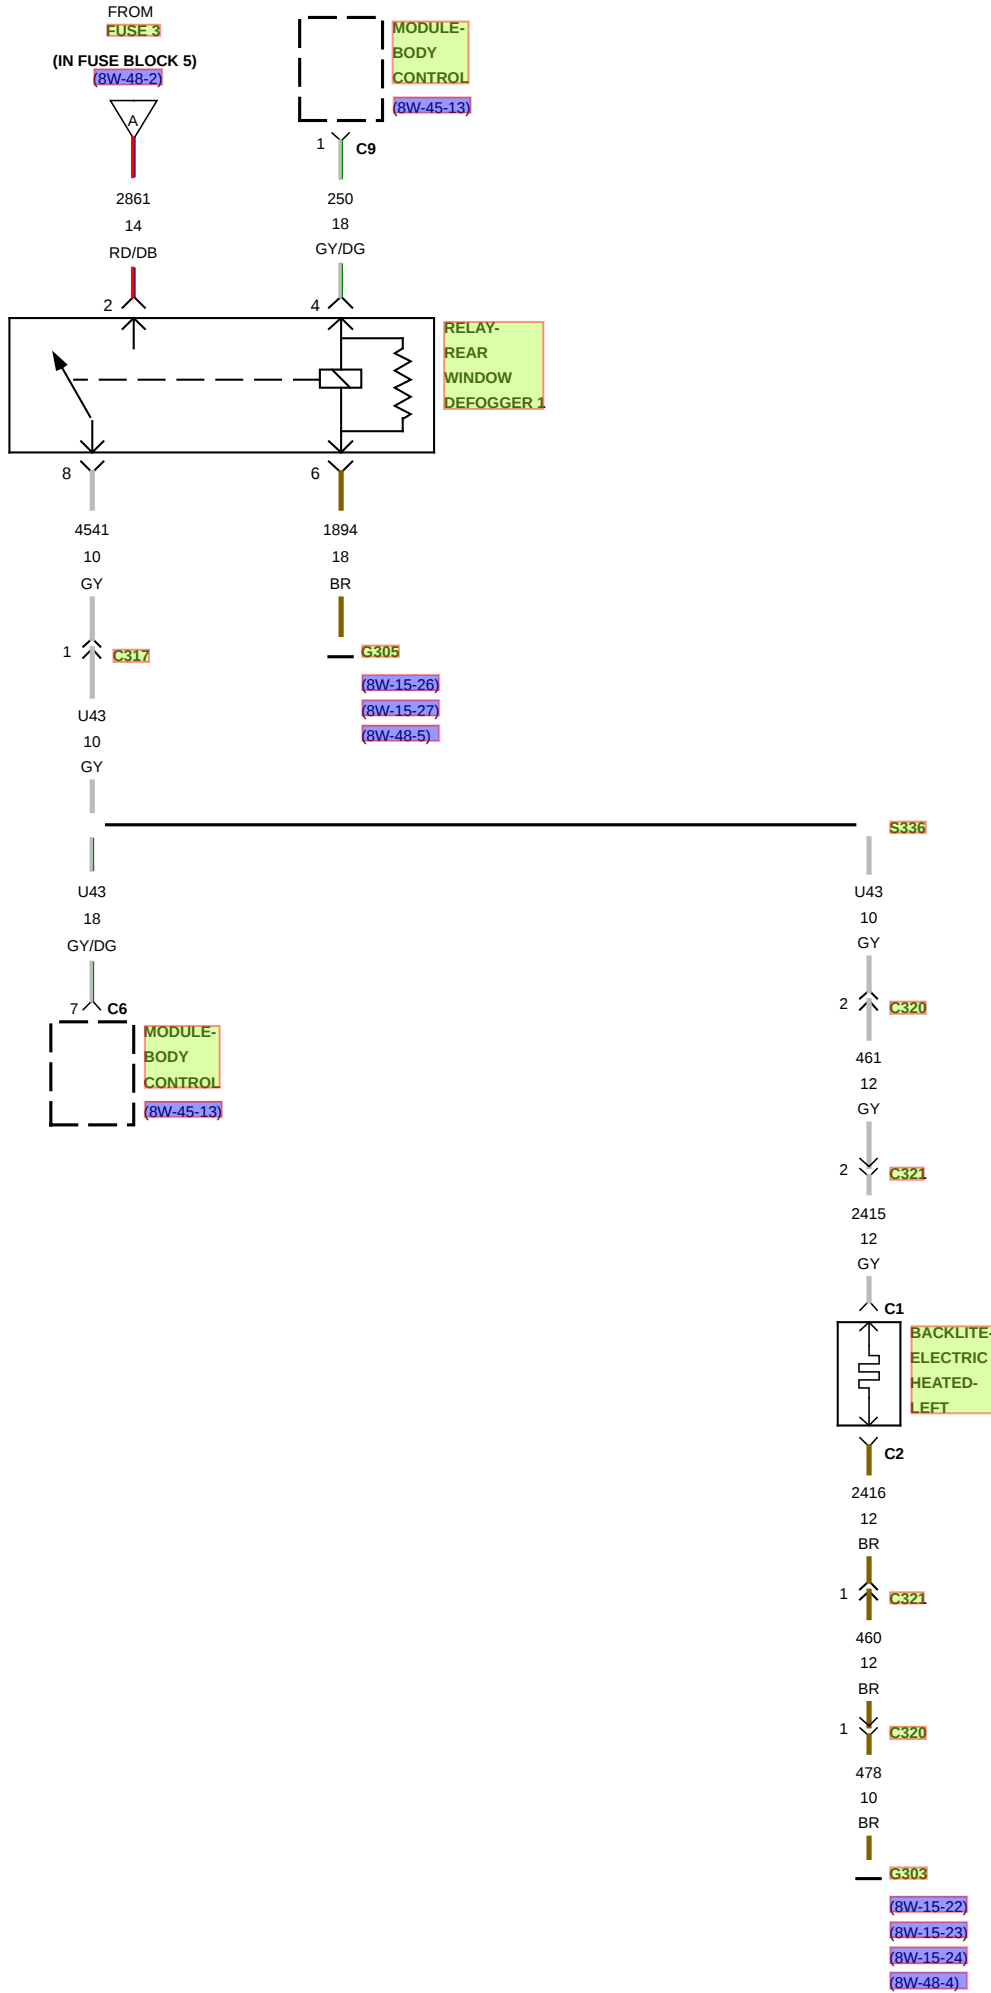 FROM
FUSE 3
(IN FUSE BLOCK 5)
(8W-48-2)
A
MODULE-
BODY
CONTROL
(8W-45-13)
1
C9
2861
14
RD/DB
250
18
GY/DG
2
4
RELAY-
REAR
WINDOW
DEFOGGER 1
8
6
4541
10
GY
1894
18
BR
1
C317
G305
(8W-15-26)
(8W-15-27)
(8W-48-5)
U43
10
GY
S336
U43
18
GY/DG
U43
10
GY
7
C6
MODULE-
BODY
CONTROL
(8W-45-13)
2
C320
461
12
GY
2
C321
2415
12
GY
C1
BACKLITE-
ELECTRIC
HEATED-
LEFT
C2
2416
12
BR
1
C321
460
12
BR
1
C320
478
10
BR
G303
(8W-15-22)
(8W-15-23)
(8W-15-24)
(8W-48-4)